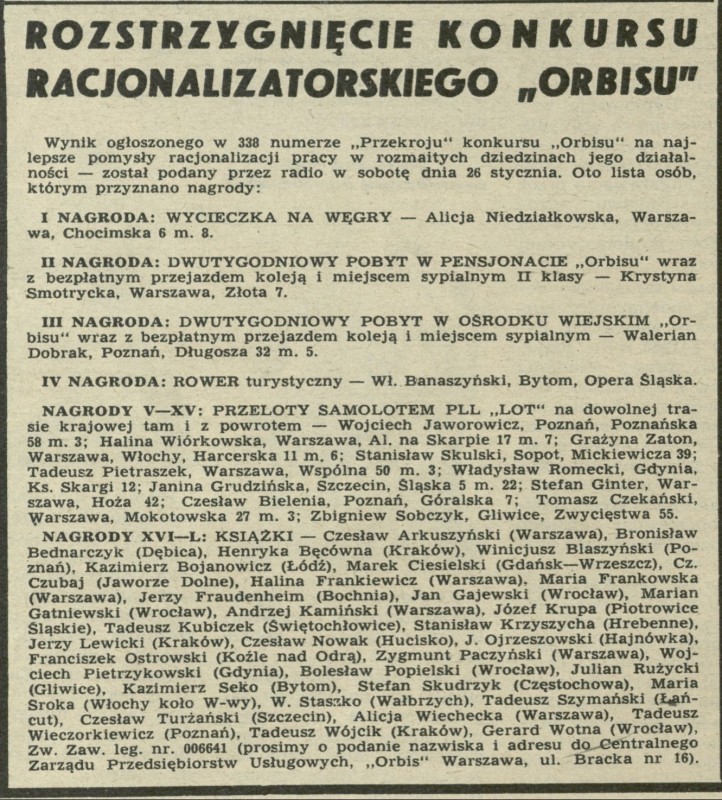 ROZSTRZYGNIĘCIE KONKURSU
RACJONALIZATORSKIEGO „ORBISU”
Wynik ogłoszonego w 338 numerze „Przekroju” konkursu „Orbisu” na naj-
lepsze pomysły racjonalizacji pracy w rozmaitych dziedzinach jego działal-
ności — został podany przez radio w sobotę dnia 26 stycznia. Oto lista osób,
którym przyznano nagrody:
I NAGRODA: WYCIECZKA NA WĘGRY — Alicja Niedziałkowska, Warsza-
wa, Chocimska 6 m. 8.
II NAGRODA: DWUTYGODNIOWY POBYT W PENSJONACIE „Orbisu” wraz
z bezpłatnym przejazdem koleją i miejscem sypialnym II klasy — Krystyna
Smotrycka, Warszawa, Złota 7.
III NAGRODA: DWUTYGODNIOWY POBYT W OŚRODKU WIEJSKIM „Or-
bisu” wraz z bezpłatnym przejazdem koleją i miejscem sypialnym — Walerian
Dobrak, Poznań, Długosza 32 m. 5.
IV NAGRODA: ROWER turystyczny — Wł. Banaszyński, Bytom, Opera Śląska.
NAGRODY V—XV: PRZELOTY SAMOLOTEM PLL „LOT” na dowolnej tra-
sie krajowej tam i z powrotem — Wojciech Jaworowicz, Poznań, Poznańska
58 m. 3; Halina Wiórkowska, Warszawa, Al. na Skarpie 17 m. 7; Grażyna Zaton,
Warszawa, Włochy, Harcerska 11 m. 6; Stanisław Skulski, Sopot, Mickiewicza 39;
Tadeusz Pietraszek, Warszawa, Wspólna 50 m. 3; Władysław Romecki, Gdynia,
Ks. Skargi 12; Janina Grudzińska, Szczecin, Śląska 5 m. 22; Stefan Ginter, War-
szawa, Hoża 42; Czesław Bielenia, Poznań, Góralska 7; Tomasz Czekański,
Warszawa, Mokotowska 27 m. 3; Zbigniew Sobczyk, Gliwice, Zwycięstwa 55.
NAGRODY XVI—L: KSIĄŻKI — Czesław Arkuszyński (Warszawa), Bronisław
Bednarczyk (Dębica), Henryka Bęcówna (Kraków), Winicjusz Blaszyński (Po-
znań), Kazimierz Bojanowicz (Łódź), Marek Ciesielski (Gdańsk—Wrzeszcz), Cz.
Czubaj (Jaworze Dolne), Halina Frankiewicz (Warszawa), Maria Frankowska
(Warszawa), Jerzy Fraudenheim (Bochnia), Jan Gajewski (Wrocław), Marian
Gatniewski (Wrocław), Andrzej Kamiński (Warszawa), Józef Krupa (Piotrowice
Śląskie), Tadeusz Kubiczek (Świętochłowice), Stanisław Krzyszycha (Hrebenne),
Jerzy Lewicki (Kraków), Czesław Nowak (Hucisko), J. Ojrzeszowski (Hajnówka),
Franciszek Ostrowski (Koźle nad Odrą), Zygmunt Paczyński (Warszawa), Woj-
ciech Pietrzykowski (Gdynia), Bolesław Popielski (Wrocław), Julian Rużycki
(Gliwice), Kazimierz Seko (Bytom), Stefan Skudrzyk (Częstochowa), Maria
Sroka (Włochy koło W-wy), W. Staszko (Wałbrzych), Tadeusz Szymański (Łań-
cut), Czesław Turżański (Szczecin), Alicja Wiechecka (Warszawa), Tadeusz
Wieczorkiewicz (Poznań), Tadeusz Wójcik (Kraków), Gerard Wotna (Wrocław),
Zw. Zaw. leg. nr. 006641 (prosimy o podanie nazwiska i adresu do Centralnego
Zarządu Przedsiębiorstw Usługowych, „Orbis” Warszawa, ul. Bracka nr 16).